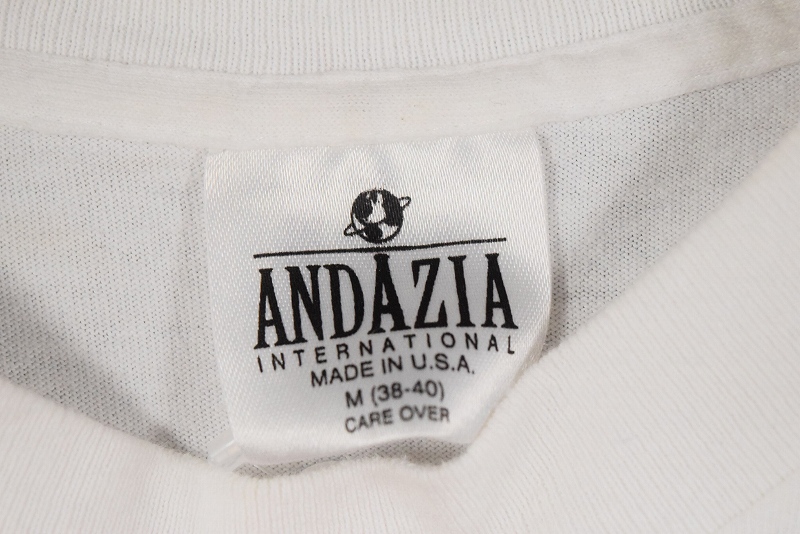 ANDAZIA
INTERNATIONAL
MADE IN U.S.A.
M (38-40)
CARE OVER